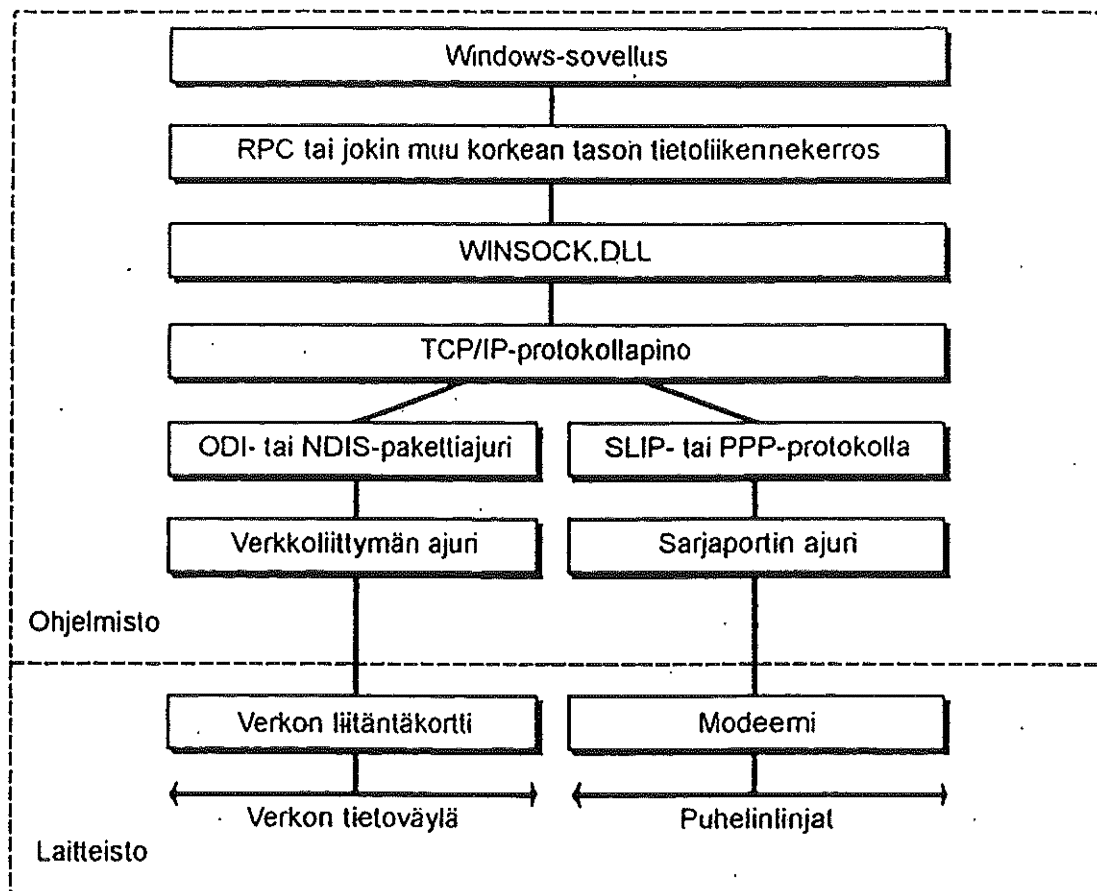 Windows-sovellus
RPC tai jokin muu korkean tason tietoliikennekerros
WINSOCK.DLL
TCP/IP-protokollapino
ODI- tai NDIS-pakettiajuri
SLIP- tai PPP-protokolla
Verkkoliittymän ajuri
Sarjaportin ajuri
Ohjelmisto
Verkon liitäntäkortti
Modeemi
Verkon tietoväylä
Puhelinlinjat
Laitteisto